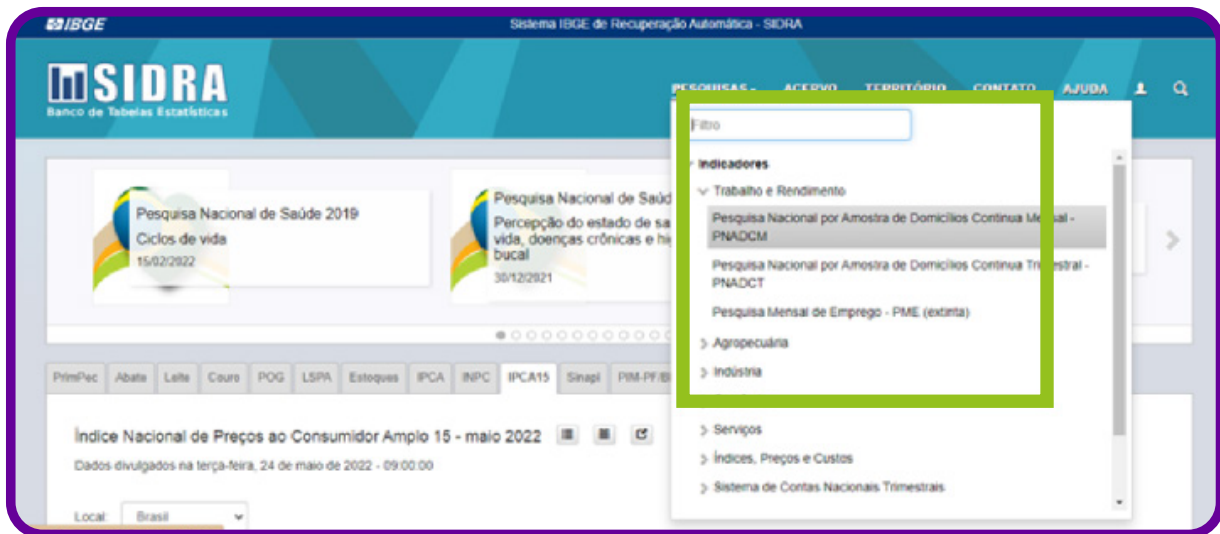 IBGE
Sistema IBGE de Recuperação Automática - SIDRA
SIDRA
Banco de Tabelas Estatísticas
PESQUISAS ACERVO TERRITÓRIO CONTATO AJUDA
Filtro
Indicadores
Trabalho e Rendimento
Pesquisa Nacional por Amostra de Domicílios Contínua Mensal -
PNADCM
Pesquisa Nacional por Amostra de Domicílios Contínua Trimestral -
PNADCT
Pesquisa Mensal de Emprego - PME (extinta)
Agropecuária
Indústria
Serviços
Índices, Preços e Custos
Sistema de Contas Nacionais Trimestrais
Pesquisa Nacional de Saúde 2019
Ciclos de vida
15/02/2022
Pesquisa Nacional de Saúd
Percepção do estado de sa
vida, doenças crônicas e hi
bucal
30/12/2021
PrimPec Abate Leite Couro POG LSPA Estoques IPCA INPC IPCA15 Sinapi PIM-PF/B
Índice Nacional de Preços ao Consumidor Amplo 15 - maio 2022
Dados divulgados na terça-feira, 24 de maio de 2022 - 09:00:00
Local: Brasil